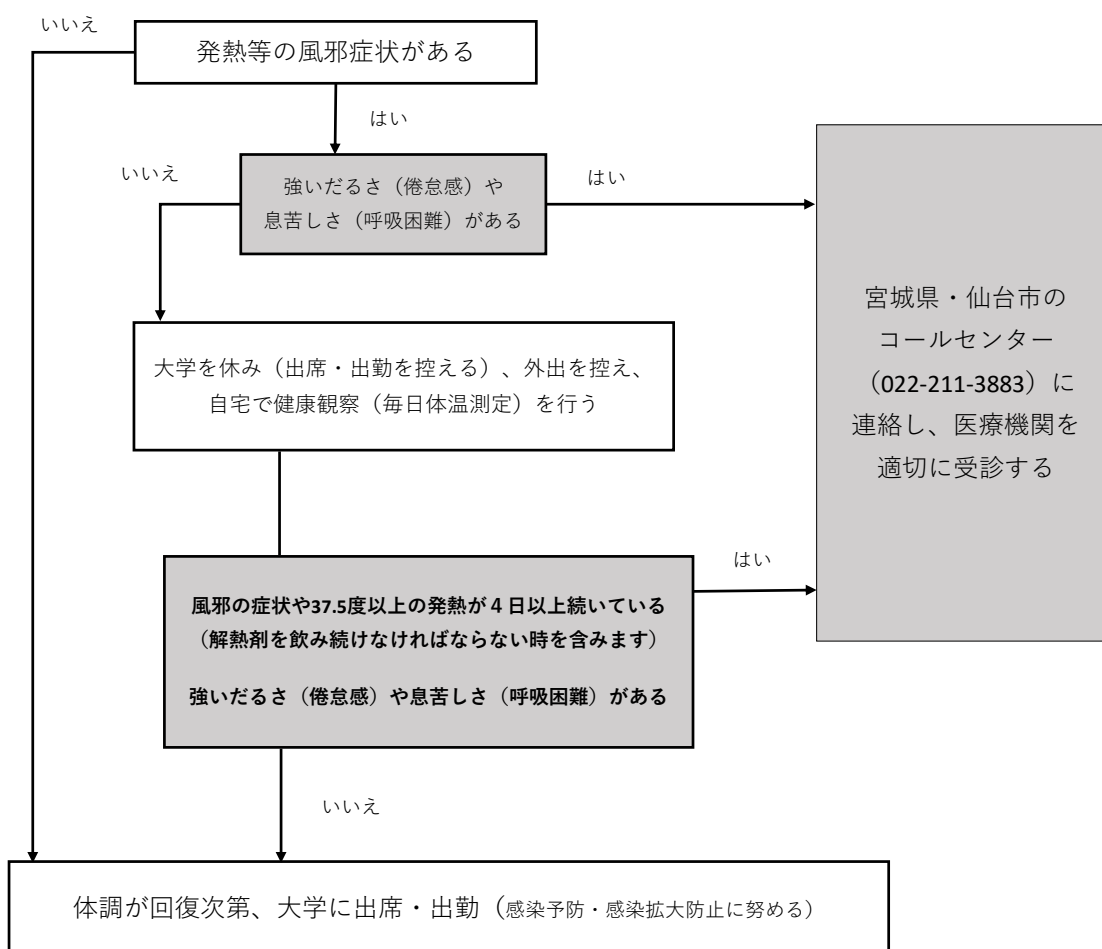 いいえ
発熱等の風邪症状がある
はい
いいえ
強いだるさ（倦怠感）や
息苦しさ（呼吸困難）がある
はい
宮城県・仙台市の
コールセンター
（022-211-3883）に
連絡し、医療機関を
適切に受診する
大学を休み（出席・出勤を控える）、外出を控え、
自宅で健康観察（毎日体温測定）を行う
はい
風邪の症状や37.5度以上の発熱が４日以上続いている
（解熱剤を飲み続けなければならない時を含みます）
強いだるさ（倦怠感）や息苦しさ（呼吸困難）がある
いいえ
体調が回復次第、大学に出席・出勤（感染予防・感染拡大防止に努める）